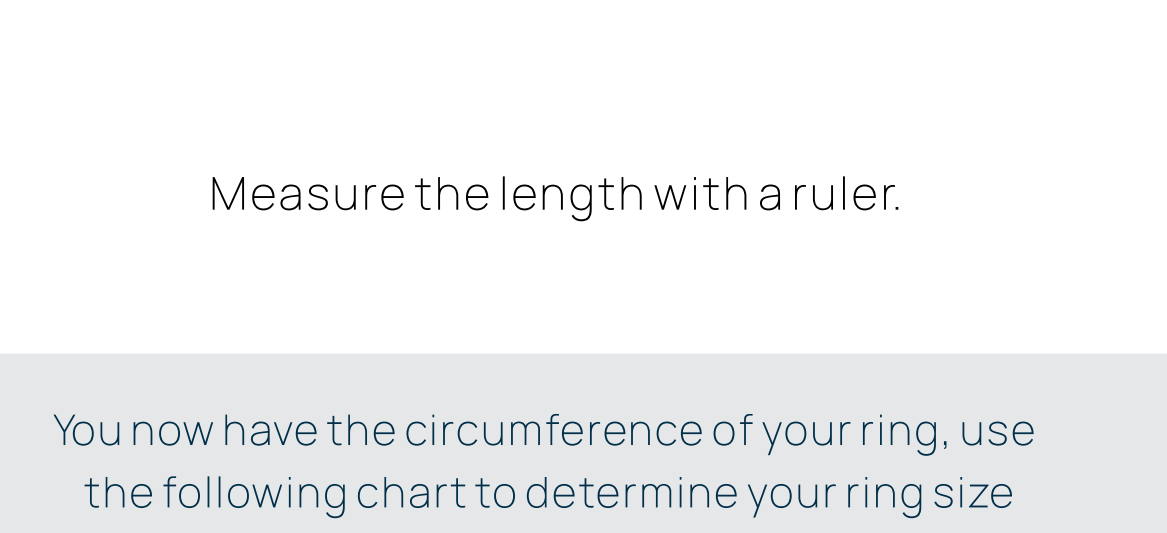 Measure the length with a ruler.
You now have the circumference of your ring, use
the following chart to determine your ring size